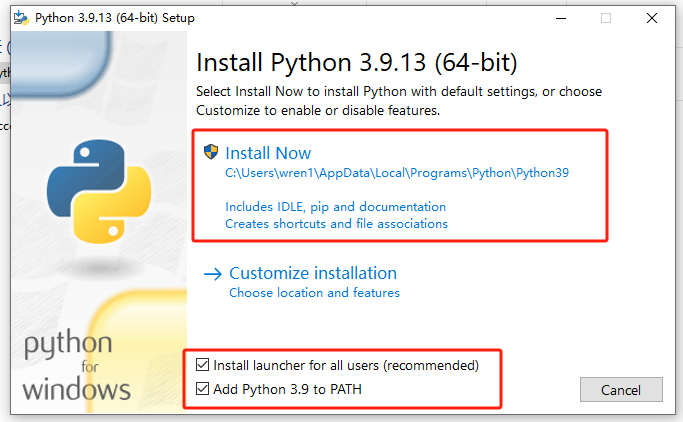 Python 3.9.13 (64-bit) Setup
Install Python 3.9.13 (64-bit)
Select Install Now to install Python with default settings, or choose
Customize to enable or disable features.
Install Now
C:\Users\wren1\AppData\Local\Programs\Python\Python39
Includes IDLE, pip and documentation
Creates shortcuts and file associations
Customize installation
Choose location and features
python
for
windows
Install launcher for all users (recommended)
Add Python 3.9 to PATH
Cancel